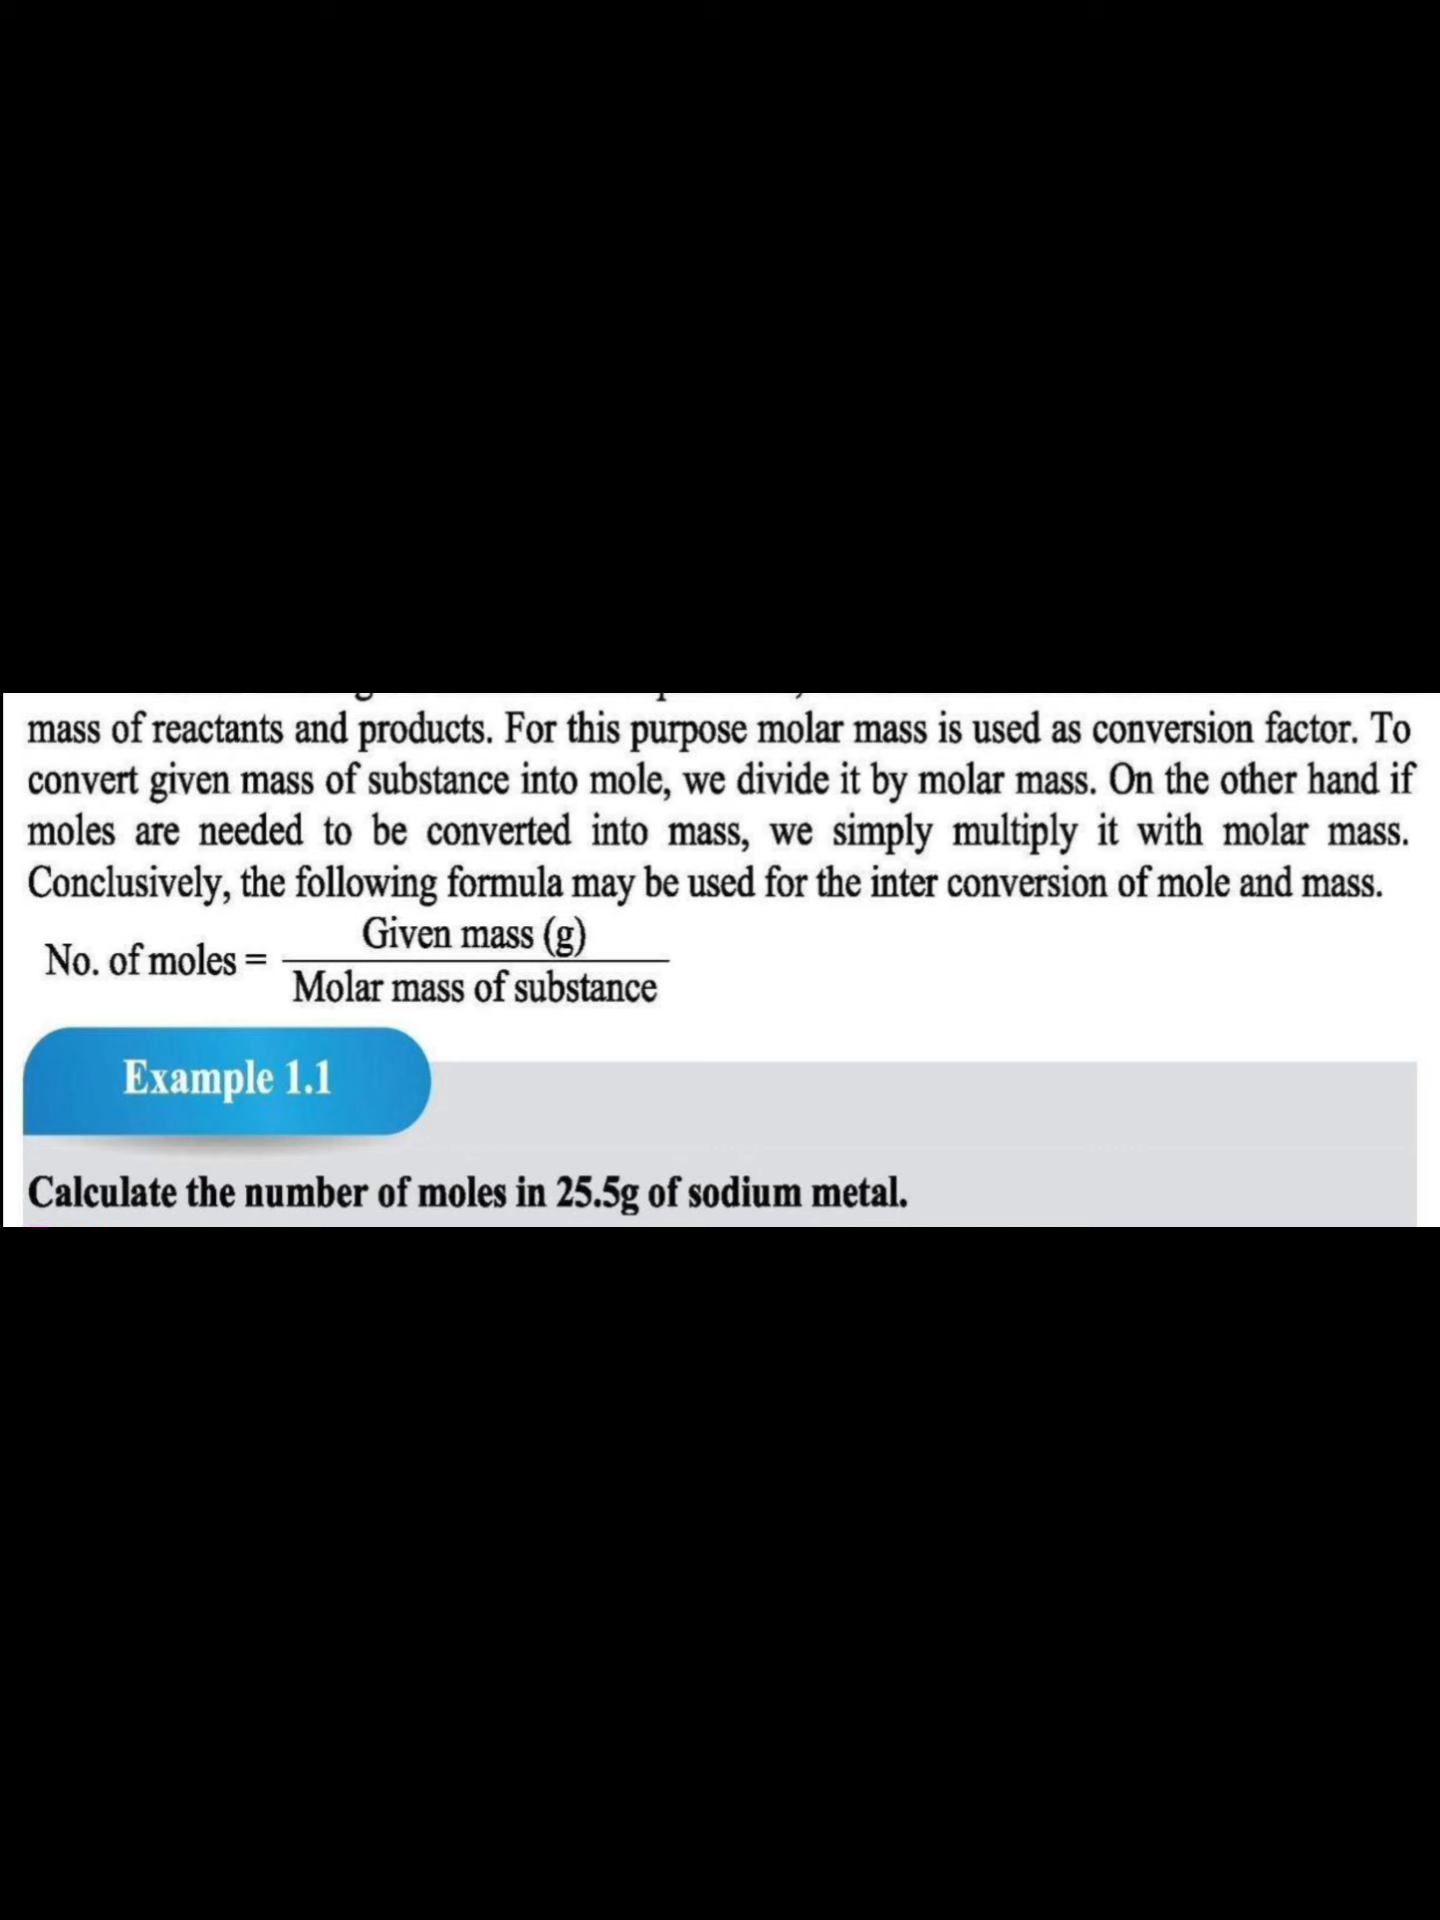 mass of reactants and products. For this purpose molar mass is used as conversion factor. To
convert given mass of substance into mole, we divide it by molar mass. On the other hand if
moles are needed to be converted into mass, we simply multiply it with molar mass.
Conclusively, the following formula may be used for the inter conversion of mole and mass.
No. of moles = Given mass (g)
Molar mass of substance
Example 1.1
Calculate the number of moles in 25.5g of sodium metal.